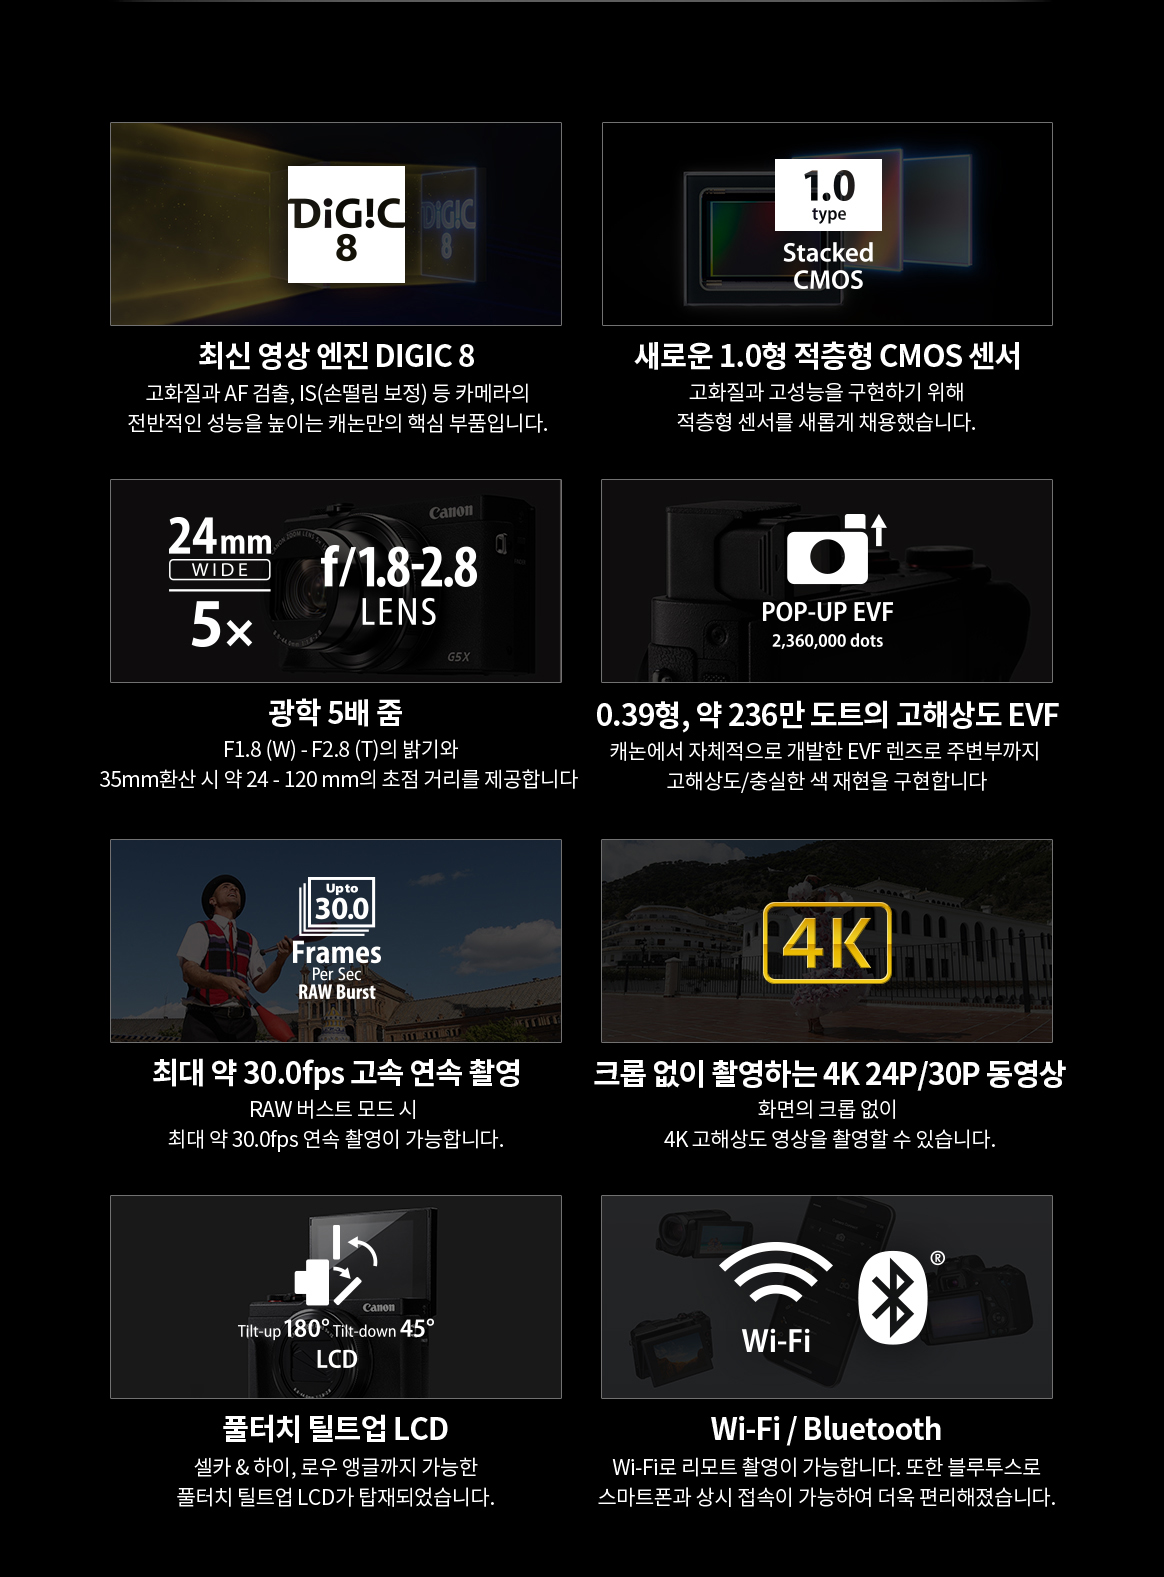 DiG!C
8
DiG!C
8
최신 영상 엔진 DIGIC 8
고화질과 AF 검출, IS(손떨림 보정) 등 카메라의
전반적인 성능을 높이는 캐논만의 핵심 부품입니다.
1.0
type
Stacked
CMOS
새로운 1.0형 적층형 CMOS 센서
고화질과 고성능을 구현하기 위해
적층형 센서를 새롭게 채용했습니다.
24mm
WIDE
5×
Canon
f/1.8-2.8
LENS
G5X
광학 5배 줌
F1.8 (W) - F2.8 (T)의 밝기와
35mm환산 시 약 24 - 120 mm의 초점 거리를 제공합니다
POP-UP EVF
2,360,000 dots
0.39형, 약 236만 도트의 고해상도 EVF
캐논에서 자체적으로 개발한 EVF 렌즈로 주변부까지
고해상도/충실한 색 재현을 구현합니다
Up to
30.0
Frames
Per Sec
RAW Burst
최대 약 30.0fps 고속 연속 촬영
RAW 버스트 모드 시
최대 약 30.0fps 연속 촬영이 가능합니다.
4K
크롭 없이 촬영하는 4K 24P/30P 동영상
화면의 크롭 없이
4K 고해상도 영상을 촬영할 수 있습니다.
Canon
Tilt-up 180° Tilt-down 45°
LCD
풀터치 틸트업 LCD
셀카 & 하이, 로우 앵글까지 가능한
풀터치 틸트업 LCD가 탑재되었습니다.
Wi-Fi
®
Wi-Fi / Bluetooth
Wi-Fi로 리모트 촬영이 가능합니다. 또한 블루투스로
스마트폰과 상시 접속이 가능하여 더욱 편리해졌습니다.